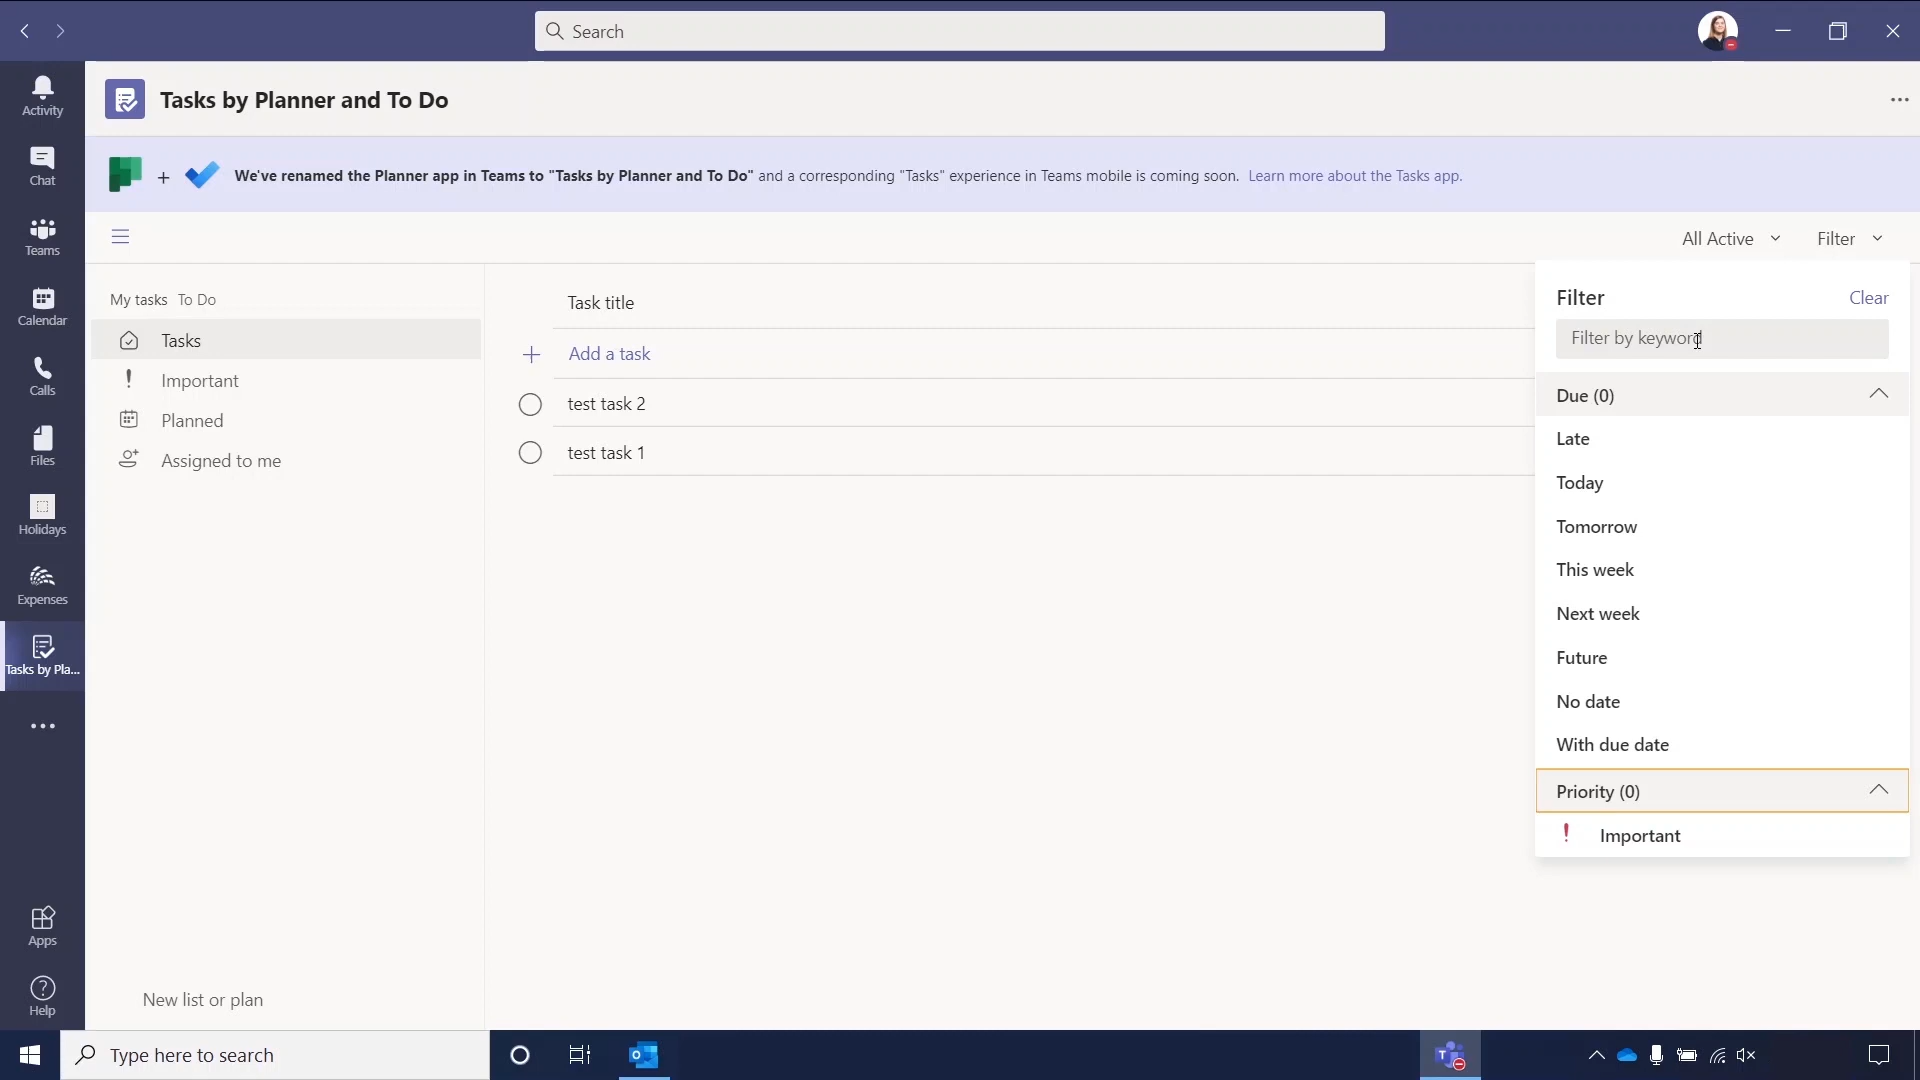 Search
Activity
Chat
Teams
Calendar
Calls
Files
Holidays
Expenses
Tasks by Pla...
Apps
Help
Tasks by Planner and To Do
We've renamed the Planner app in Teams to "Tasks by Planner and To Do" and a corresponding "Tasks" experience in Teams mobile is coming soon. Learn more about the Tasks app.
All Active
Filter
My tasks To Do
Tasks
Important
Planned
Assigned to me
New list or plan
Task title
Add a task
test task 2
test task 1
Filter
Clear
Filter by keyword
Due (0)
Late
Today
Tomorrow
This week
Next week
Future
No date
With due date
Priority (0)
Important
Type here to search